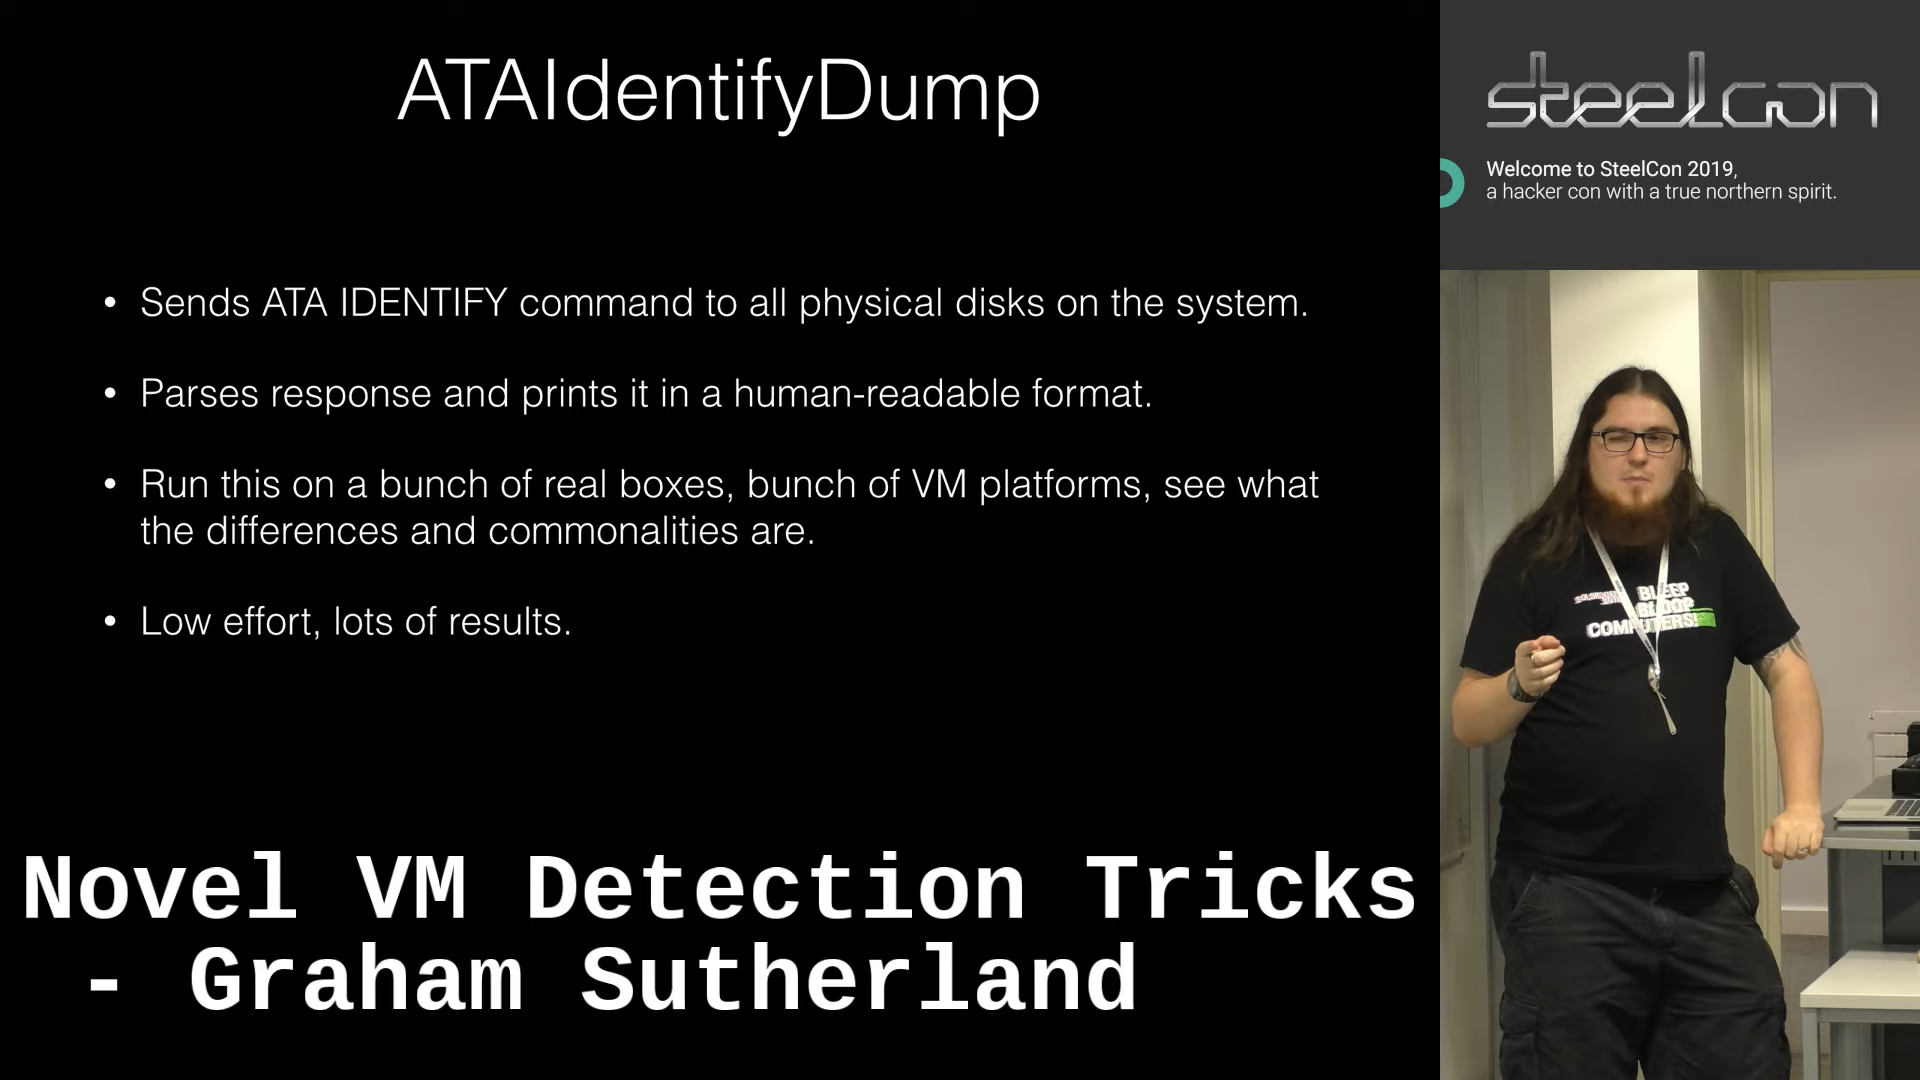 ATAIdentifyDump
• Sends ATA IDENTIFY command to all physical disks on the system.
• Parses response and prints it in a human-readable format.
• Run this on a bunch of real boxes, bunch of VM platforms, see what
the differences and commonalities are.
• Low effort, lots of results.
Novel VM Detection Tricks
- Graham Sutherland
steelcon
Welcome to SteelCon 2019,
a hacker con with a true northern spirit.
BLEEP
BLOOP
COMPUTERS!